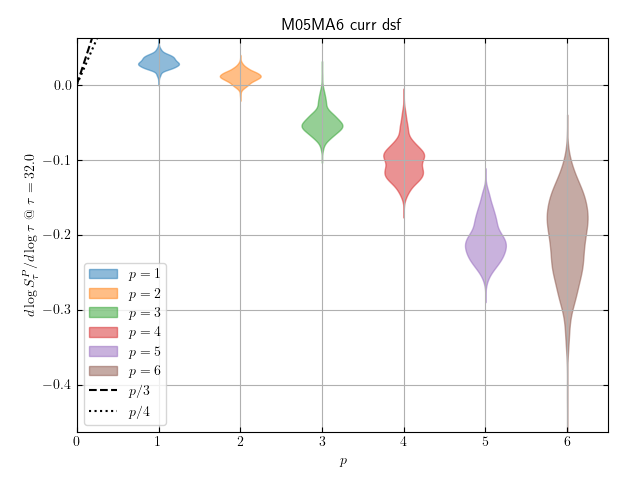 M05MA6 curr dsf
d log S_τ^P / d log τ @ τ = 32.0
0.0
−0.1
−0.2
−0.3
−0.4
p = 1
p = 2
p = 3
p = 4
p = 5
p = 6
p/3
p/4
0 1 2 3 4 5 6
p